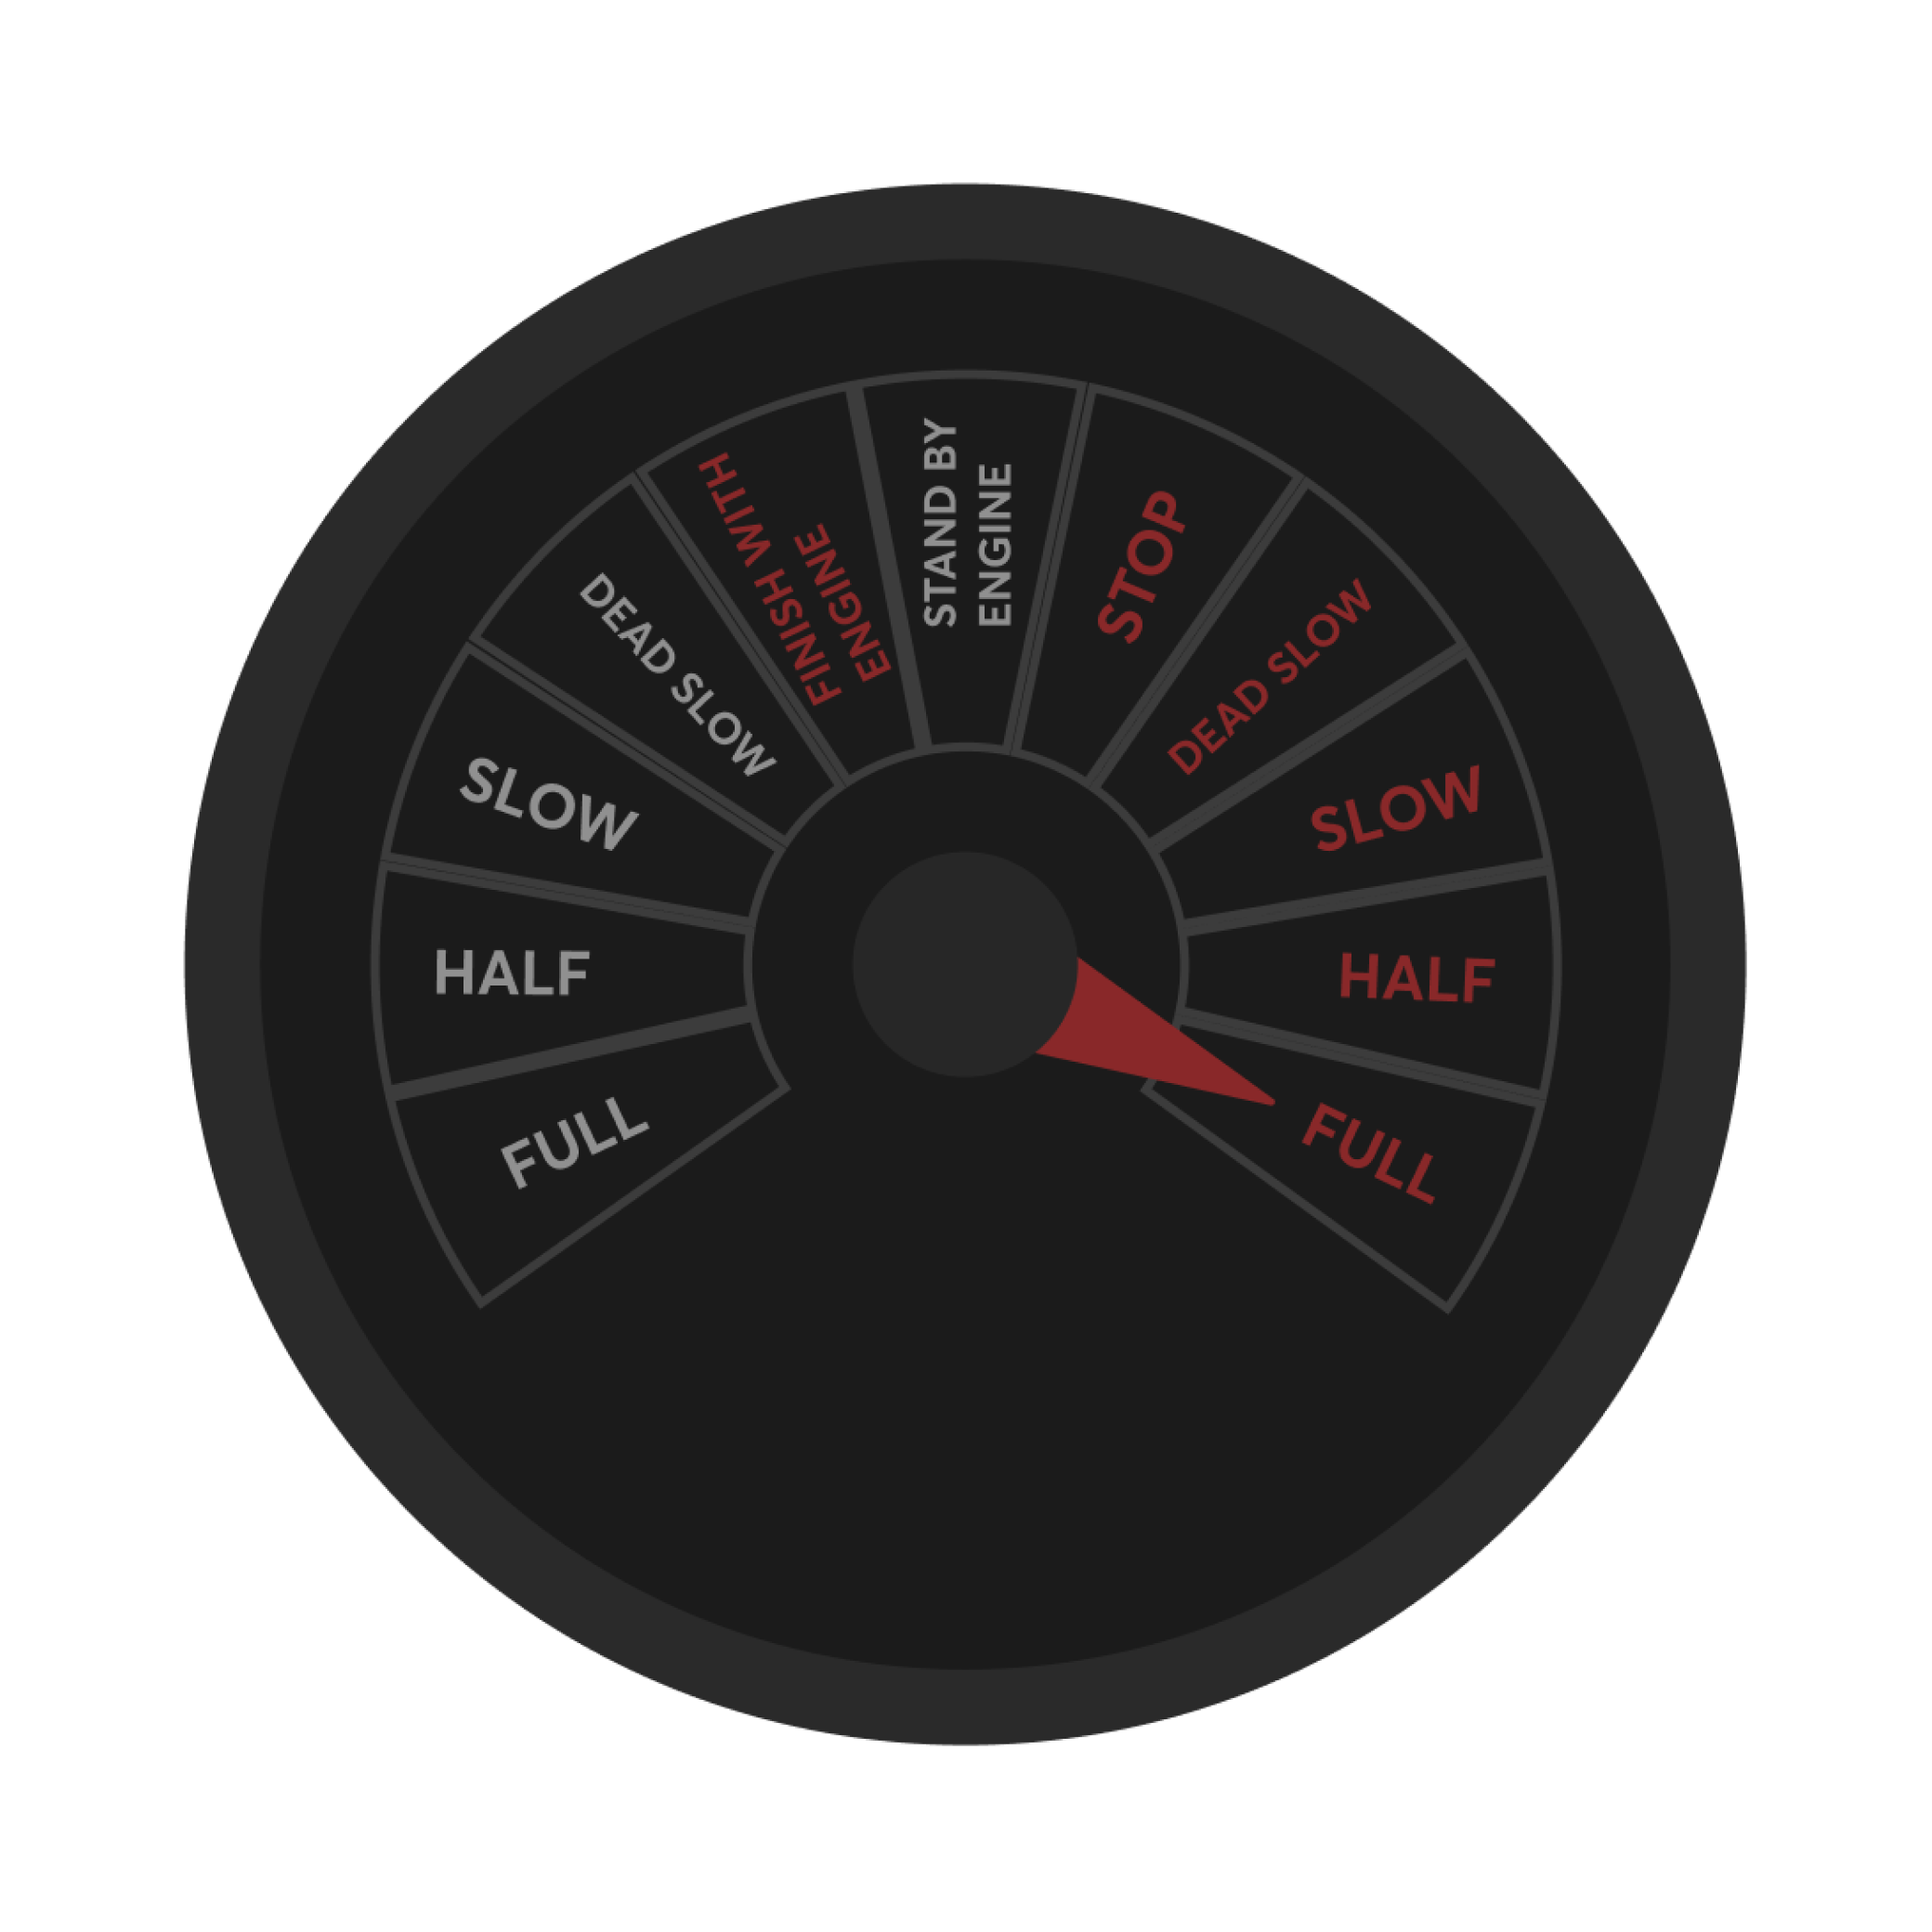 FULL
HALF
SLOW
DEAD SLOW
FINISH WITH
ENGINE
STAND BY
ENGINE
STOP
DEAD SLOW
SLOW
HALF
FULL